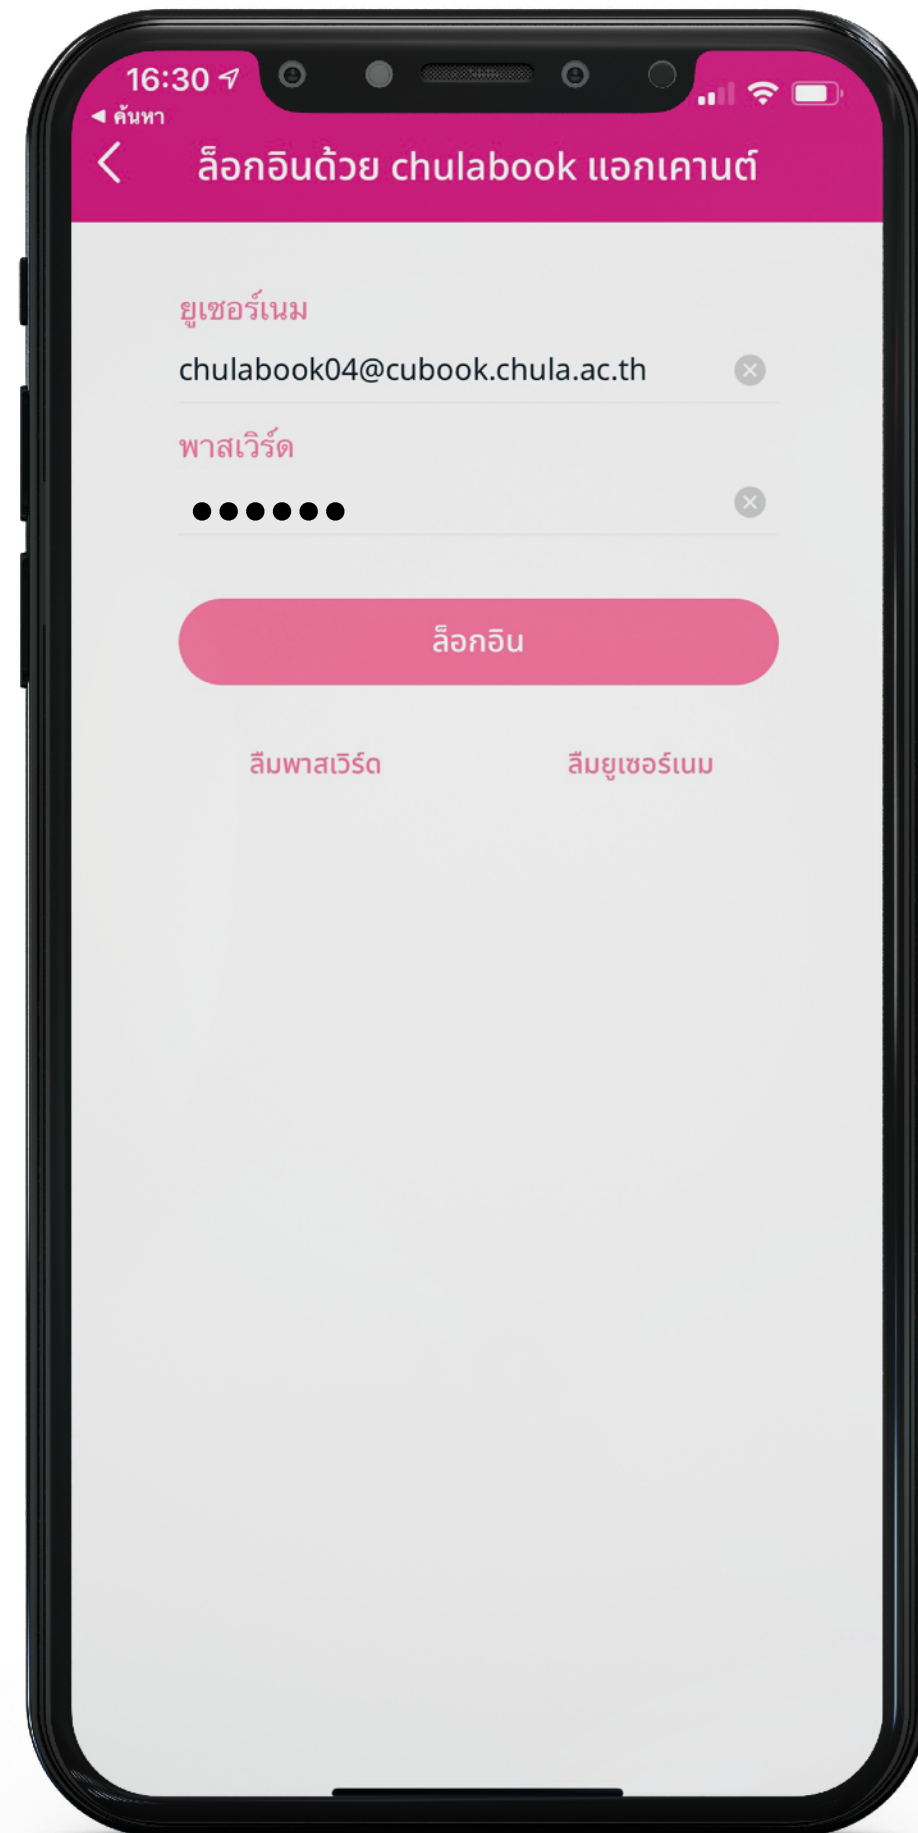 16:30
◀ ค้นหา
ล็อกอินด้วย chulabook แอกเคานต์
ยูเซอร์เนม
chulabook04@cubook.chula.ac.th
พาสเวิร์ด
●●●●●●
ล็อกอิน
ลืมพาสเวิร์ด ลืมยูเซอร์เนม